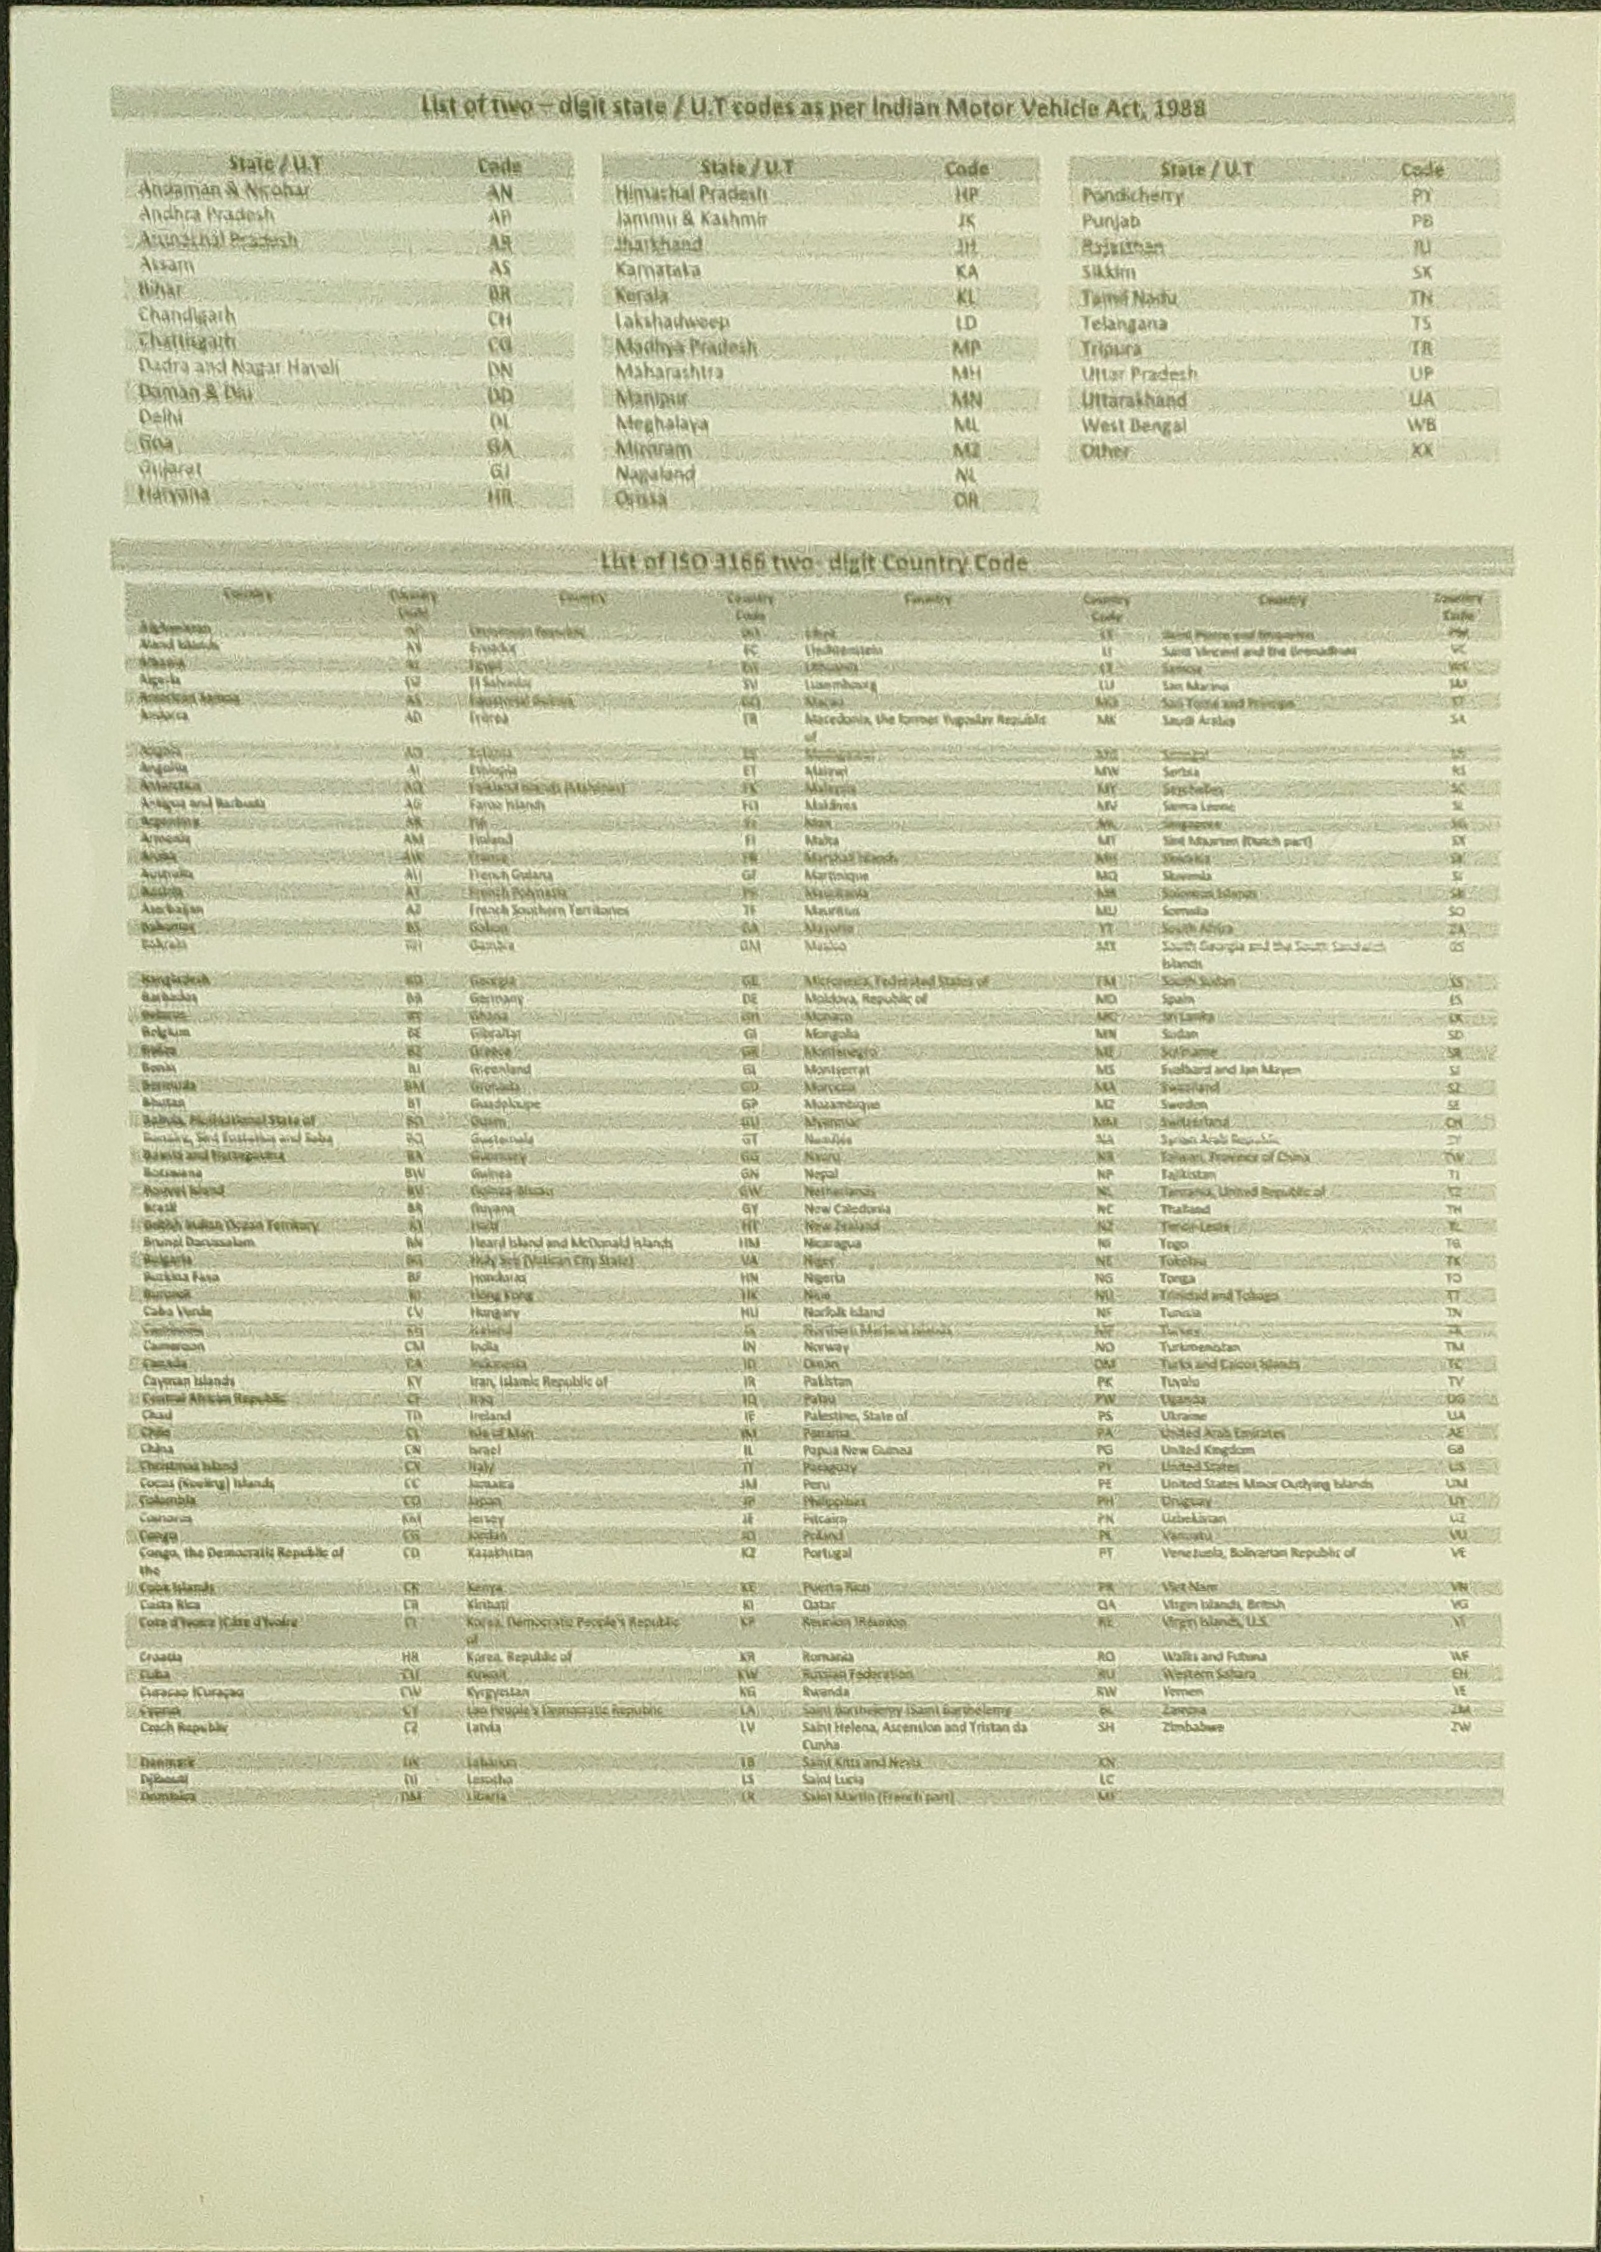 List of two – digit state / U.T codes as per Indian Motor Vehicle Act, 1988
State / U.T Code State / U.T Code State / U.T Code
Andaman & Nicobar AN Himachal Pradesh HP Pondicherry PY
Andhra Pradesh AP Jammu & Kashmir JK Punjab PB
Arunachal Pradesh AR Jharkhand JH Rajasthan RJ
Assam AS Karnataka KA Sikkim SK
Bihar BR Kerala KL Tamil Nadu TN
Chandigarh CH Lakshadweep LD Telangana TS
Chattisgarh CG Madhya Pradesh MP Tripura TR
Dadra and Nagar Haveli DN Maharashtra MH Uttar Pradesh UP
Daman & Diu DD Manipur MN Uttarakhand UA
Delhi DL Meghalaya ML West Bengal WB
Goa GA Mizoram MZ Other XX
Gujarat GJ Nagaland NL
Haryana HR Orissa OR
List of ISO 3166 two- digit Country Code
Country Country Country Country Country Country Country Country
Code Code Code Code
Afghanistan Dominican Republic Saint Pierre and Miquelon PM
Aland Islands AX Ecuador EC Liechtenstein LI Saint Vincent and the Grenadines VC
Albania AL Egypt Lithuania LT Samoa WS
Algeria DZ El Salvador SV Luxembourg LU San Marino SM
American Samoa AS Equatorial Guinea GQ Macao MO Sao Tome and Principe ST
Andorra AD Eritrea ER Macedonia, the former Yugoslav Republic MK Saudi Arabia SA
of
Angola AO Estonia EE Madagascar MG Senegal
Anguilla AI Ethiopia ET Malawi MW Serbia RS
Antarctica AQ Falkland Islands (Malvinas) FK Malaysia MY Seychelles SC
Antigua and Barbuda AG Faroe Islands FO Maldives MV Sierra Leone SL
Argentina AR Fiji FJ Mali ML Singapore SG
Armenia AM Finland FI Malta MT Sint Maarten (Dutch part) SX
Aruba AW France FR Marshall Islands MH Slovakia SK
Australia AU French Guiana GF Martinique MQ Slovenia SI
Austria AT French Polynesia PF Mauritania MR Solomon Islands SB
Azerbaijan AZ French Southern Territories TF Mauritius MU Somalia SO
Bahamas BS Gabon GA Mayotte YT South Africa ZA
Bahrain BH Gambia GM Mexico MX South Georgia and the South Sandwich GS
Islands
Bangladesh BD Georgia GE Micronesia, Federated States of FM South Sudan SS
Barbados BB Germany DE Moldova, Republic of MD Spain ES
Belarus BY Ghana GH Monaco MC Sri Lanka LK
Belgium BE Gibraltar GI Mongolia MN Sudan SD
Belize BZ Greece GR Montenegro ME Suriname SR
Benin BJ Greenland GL Montserrat MS Svalbard and Jan Mayen SJ
Bermuda BM Grenada GD Morocco MA Swaziland SZ
Bhutan BT Guadeloupe GP Mozambique MZ Sweden SE
Bolivia, Plurinational State of BO Guam GU Myanmar MM Switzerland CH
Bonaire, Sint Eustatius and Saba BQ Guatemala GT Namibia NA Syrian Arab Republic SY
Bosnia and Herzegovina BA Guernsey GG Nauru NR Taiwan, Province of China TW
Botswana BW Guinea GN Nepal NP Tajikistan TJ
Bouvet Island BV Guinea-Bissau GW Netherlands NL Tanzania, United Republic of TZ
Brazil BR Guyana GY New Caledonia NC Thailand TH
British Indian Ocean Territory IO Haiti HT New Zealand NZ Timor-Leste TL
Brunei Darussalam BN Heard Island and McDonald Islands HM Nicaragua NI Togo TG
Bulgaria BG Holy See (Vatican City State) VA Niger NE Tokelau TK
Burkina Faso BF Honduras HN Nigeria NG Tonga TO
Burundi BI Hong Kong HK Niue NU Trinidad and Tobago TT
Cabo Verde CV Hungary HU Norfolk Island NF Tunisia TN
Cambodia KH Iceland IS Northern Mariana Islands MP Turkey TR
Cameroon CM India IN Norway NO Turkmenistan TM
Canada CA Indonesia ID Oman OM Turks and Caicos Islands TC
Cayman Islands KY Iran, Islamic Republic of IR Pakistan PK Tuvalu TV
Central African Republic CF Iraq IQ Palau PW Uganda UG
Chad TD Ireland IE Palestine, State of PS Ukraine UA
Chile CL Isle of Man IM Panama PA United Arab Emirates AE
China CN Israel IL Papua New Guinea PG United Kingdom GB
Christmas Island CX Italy IT Paraguay PY United States US
Cocos (Keeling) Islands CC Jamaica JM Peru PE United States Minor Outlying Islands UM
Colombia CO Japan JP Philippines PH Uruguay UY
Comoros KM Jersey JE Pitcairn PN Uzbekistan UZ
Congo CG Jordan JO Poland PL Vanuatu VU
Congo, the Democratic Republic of CD Kazakhstan KZ Portugal PT Venezuela, Bolivarian Republic of VE
the
Cook Islands CK Kenya KE Puerto Rico PR Viet Nam VN
Costa Rica CR Kiribati KI Qatar QA Virgin Islands, British VG
Cote d'Ivoire !Côte d'Ivoire CI Korea, Democratic People's Republic KP Reunion !Réunion RE Virgin Islands, U.S. VI
of
Croatia HR Korea, Republic of KR Romania RO Wallis and Futuna WF
Cuba CU Kuwait KW Russian Federation RU Western Sahara EH
Curacao !Curaçao CW Kyrgyzstan KG Rwanda RW Yemen YE
Cyprus CY Lao People's Democratic Republic LA Saint Barthelemy !Saint Barthélemy BL Zambia ZM
Czech Republic CZ Latvia LV Saint Helena, Ascension and Tristan da SH Zimbabwe ZW
Cunha
Denmark DK Lebanon LB Saint Kitts and Nevis KN
Djibouti DJ Lesotho LS Saint Lucia LC
Dominica DM Liberia LR Saint Martin (French part) MF